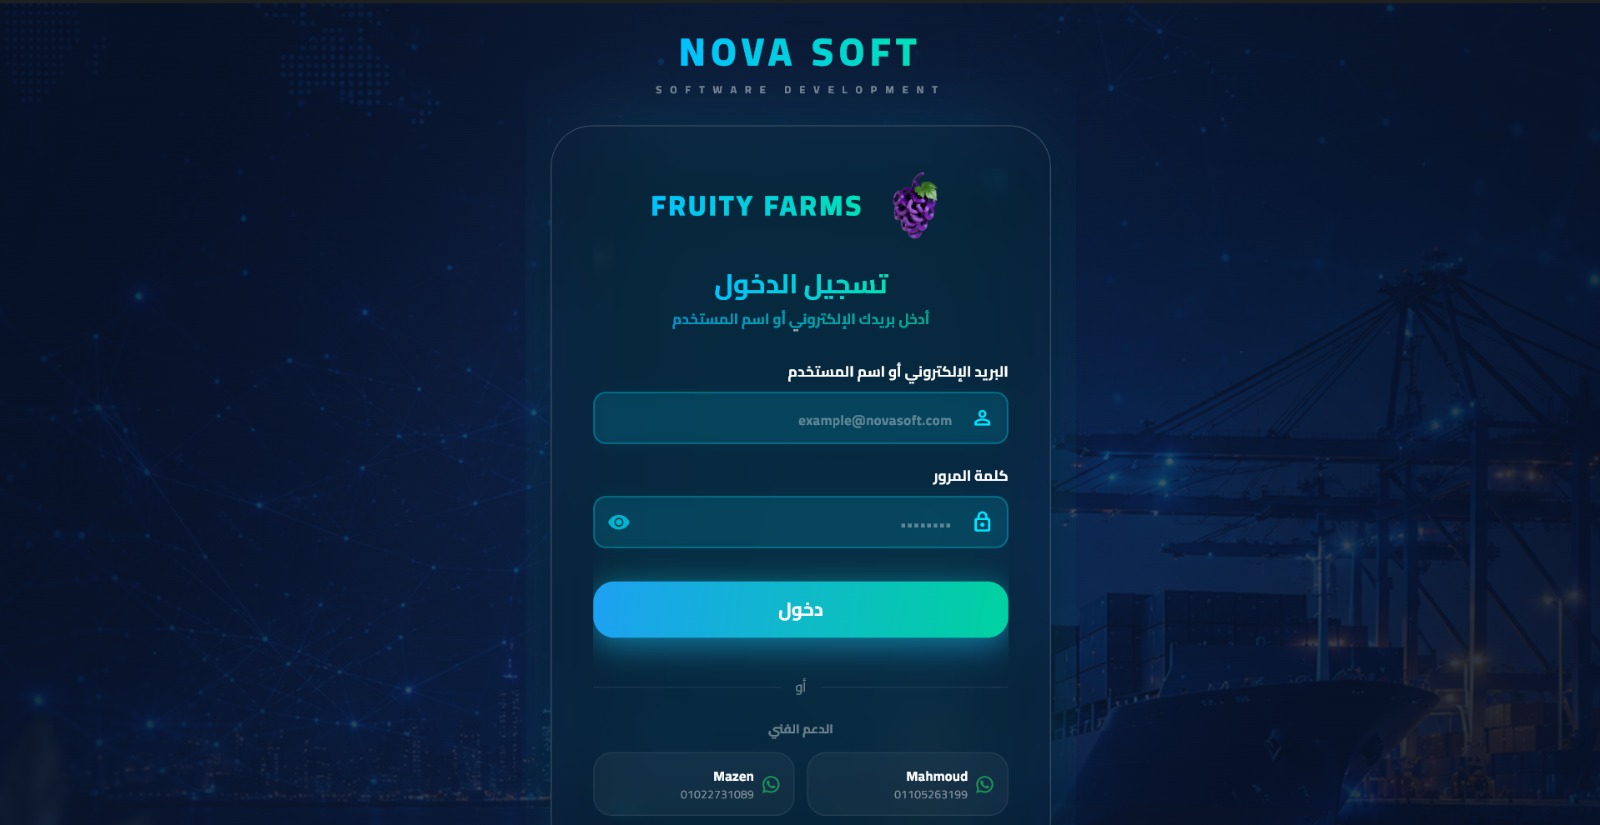 NOVA SOFT
SOFTWARE DEVELOPMENT
FRUITY FARMS
تسجيل الدخول
أدخل بريدك الإلكتروني أو اسم المستخدم
البريد الإلكتروني أو اسم المستخدم
example@novasoft.com
كلمة المرور
دخول
أو
الدعم الفني
Mahmoud
01105263199
Mazen
01022731089